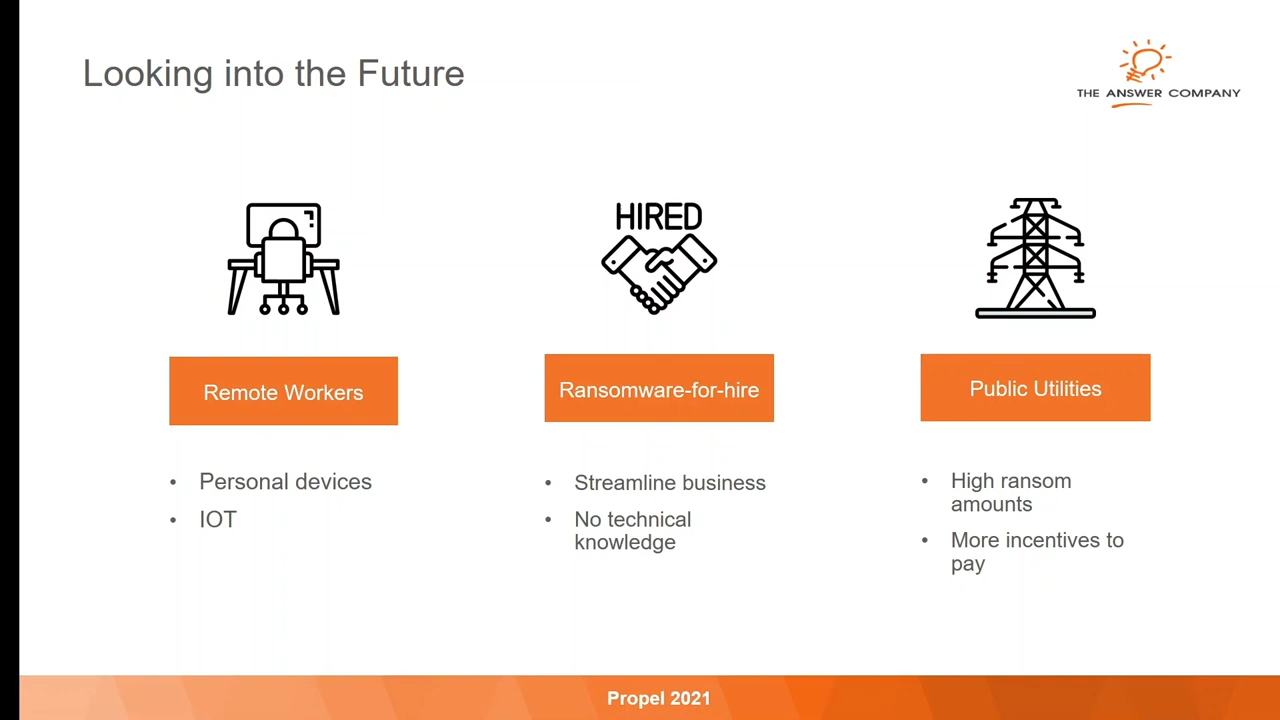 Looking into the Future
THE ANSWER COMPANY
HIRED
Remote Workers
• Personal devices
• IOT
Ransomware-for-hire
• Streamline business
• No technical
knowledge
Public Utilities
• High ransom
amounts
• More incentives to
pay
Propel 2021